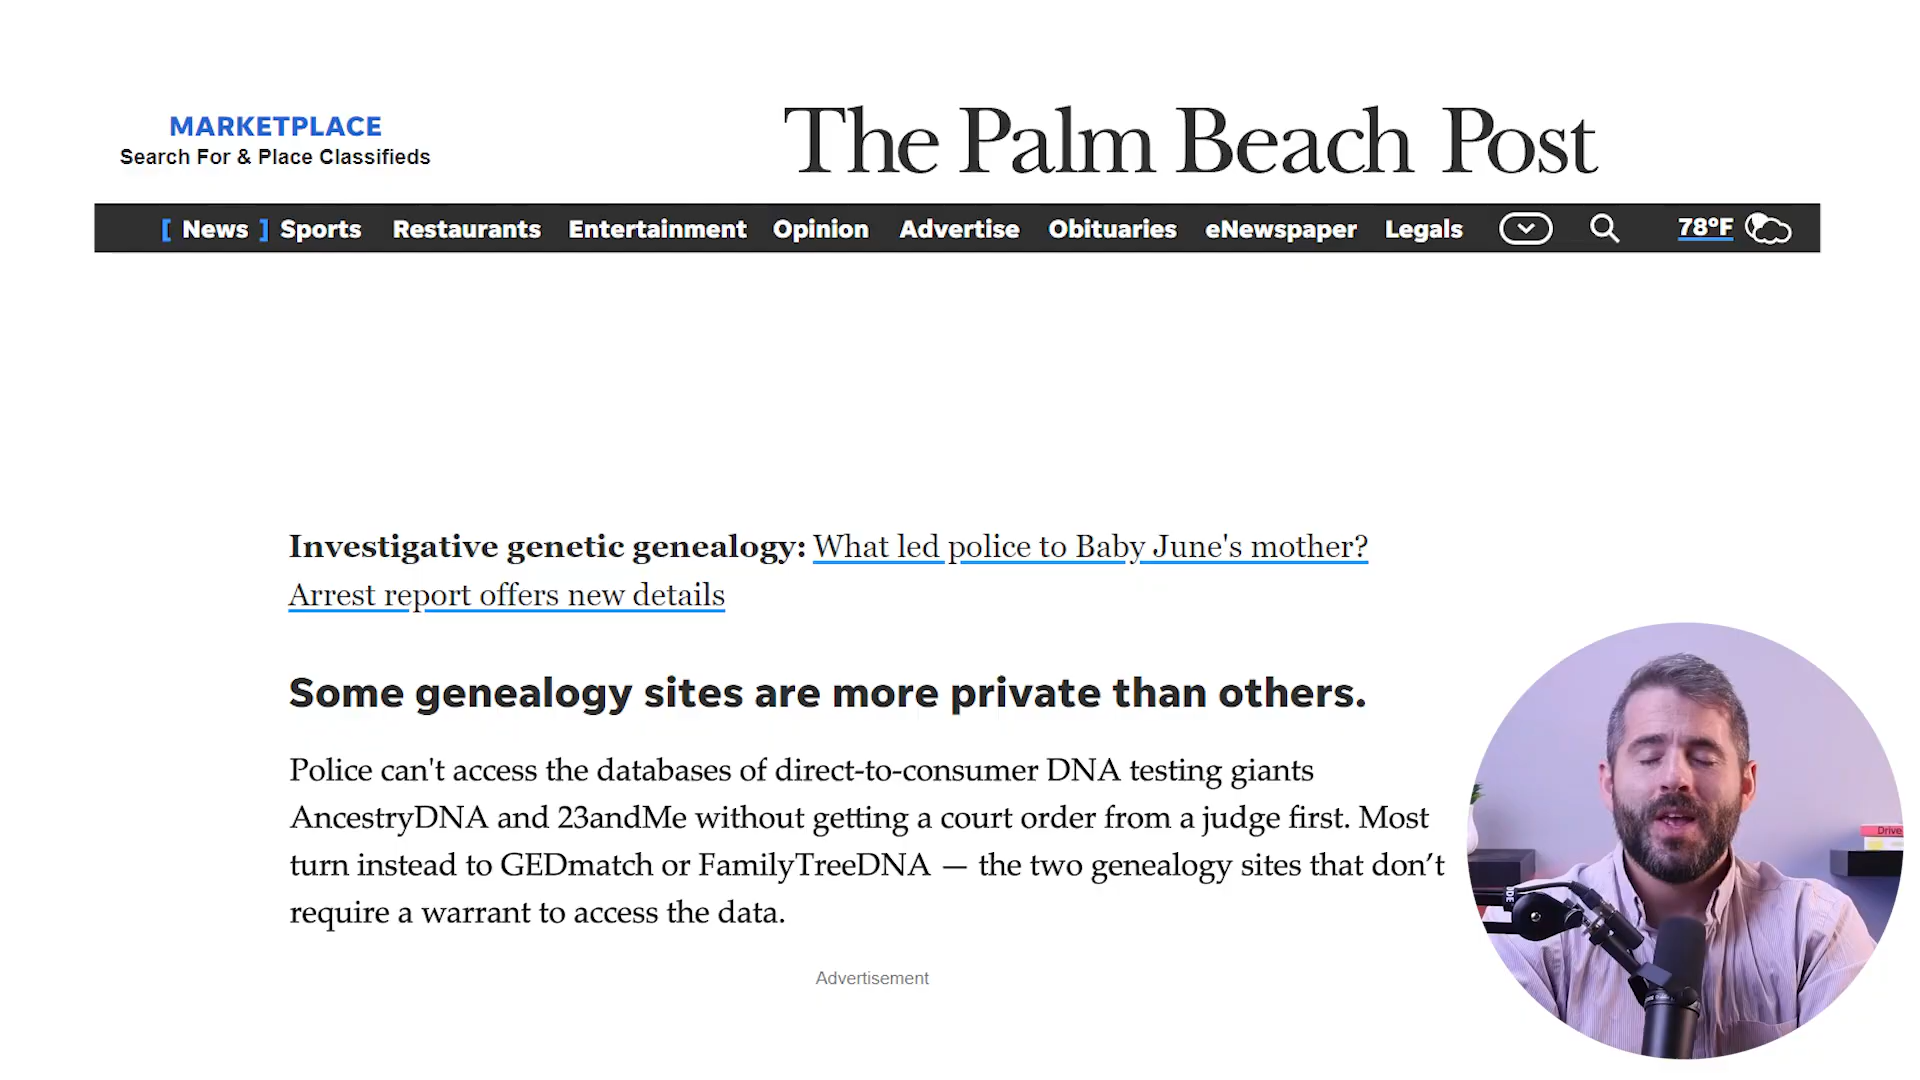 MARKETPLACE
Search For & Place Classifieds
The Palm Beach Post
[ News ] Sports Restaurants Entertainment Opinion Advertise Obituaries eNewspaper Legals 78°F
Investigative genetic genealogy: What led police to Baby June's mother?
Arrest report offers new details
Some genealogy sites are more private than others.
Police can't access the databases of direct-to-consumer DNA testing giants
AncestryDNA and 23andMe without getting a court order from a judge first. Most
turn instead to GEDmatch or FamilyTreeDNA — the two genealogy sites that don’t
require a warrant to access the data.
Advertisement
Drive